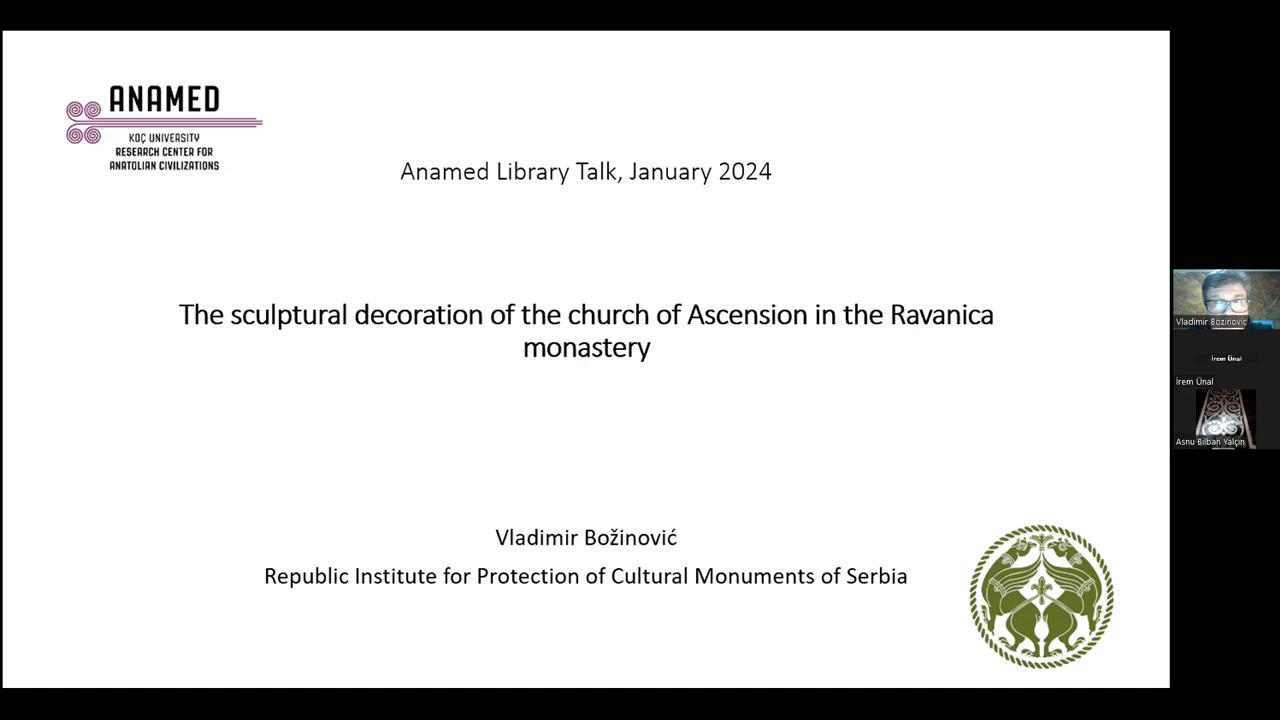 ANAMED
KOÇ UNIVERSITY
RESEARCH CENTER FOR
ANATOLIAN CIVILIZATIONS
Anamed Library Talk, January 2024
The sculptural decoration of the church of Ascension in the Ravanica
monastery
Vladimir Božinović
Republic Institute for Protection of Cultural Monuments of Serbia
Vladimir Bozinovic
İrem Ünal
İrem Ünal
Asnu Bilban Yalçın